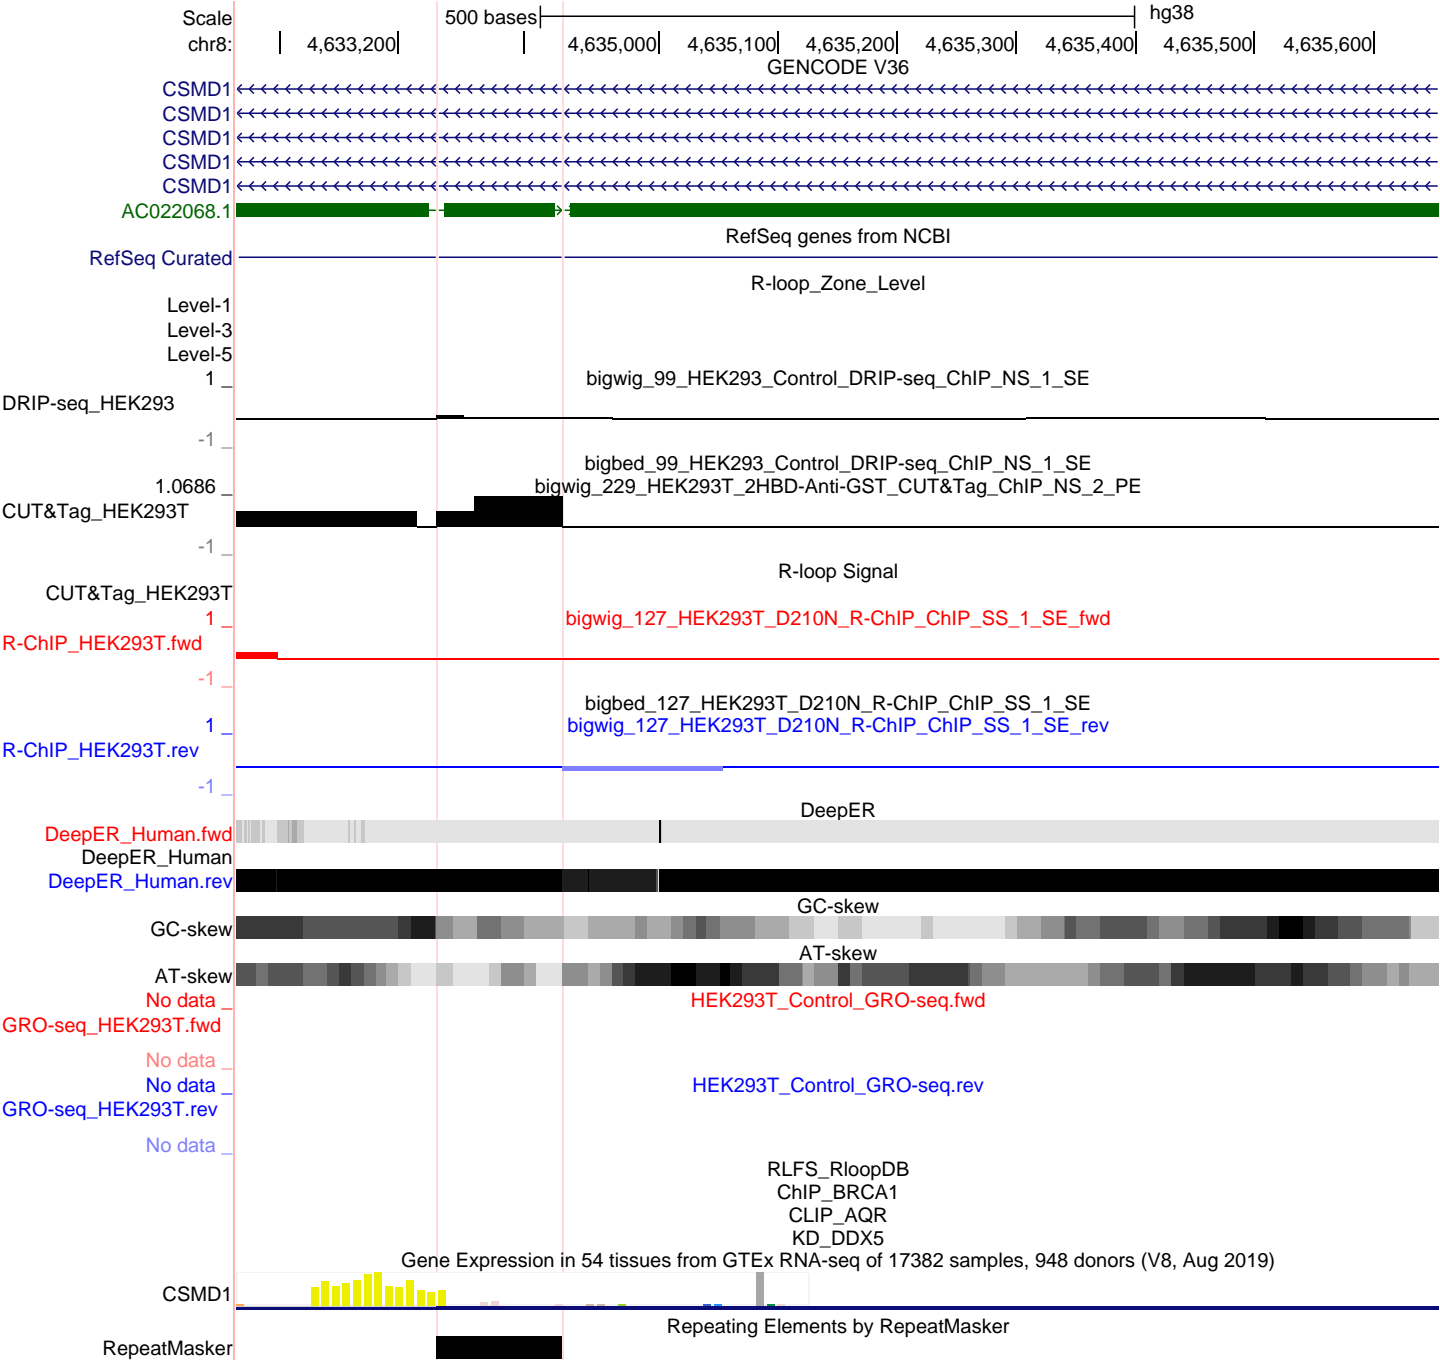 Scale 500 bases hg38
chr8: 4,633,200 4,635,000 4,635,100 4,635,200 4,635,300 4,635,400 4,635,500 4,635,600
GENCODE V36
CSMD1
CSMD1
CSMD1
CSMD1
CSMD1
AC022068.1
RefSeq genes from NCBI
RefSeq Curated
R-loop_Zone_Level
Level-1
Level-3
Level-5
1 _ bigwig_99_HEK293_Control_DRIP-seq_ChIP_NS_1_SE
DRIP-seq_HEK293
-1 _
bigbed_99_HEK293_Control_DRIP-seq_ChIP_NS_1_SE
1.0686 _ bigwig_229_HEK293T_2HBD-Anti-GST_CUT&Tag_ChIP_NS_2_PE
CUT&Tag_HEK293T
-1 _
R-loop Signal
CUT&Tag_HEK293T
1 _ bigwig_127_HEK293T_D210N_R-ChIP_ChIP_SS_1_SE_fwd
R-ChIP_HEK293T.fwd
-1 _
bigbed_127_HEK293T_D210N_R-ChIP_ChIP_SS_1_SE
1 _ bigwig_127_HEK293T_D210N_R-ChIP_ChIP_SS_1_SE_rev
R-ChIP_HEK293T.rev
-1 _
DeepER
DeepER_Human.fwd
DeepER_Human
DeepER_Human.rev
GC-skew
GC-skew
AT-skew
AT-skew
No data _ HEK293T_Control_GRO-seq.fwd
GRO-seq_HEK293T.fwd
No data _
No data _ HEK293T_Control_GRO-seq.rev
GRO-seq_HEK293T.rev
No data _
RLFS_RloopDB
ChIP_BRCA1
CLIP_AQR
KD_DDX5
Gene Expression in 54 tissues from GTEx RNA-seq of 17382 samples, 948 donors (V8, Aug 2019)
CSMD1
Repeating Elements by RepeatMasker
RepeatMasker